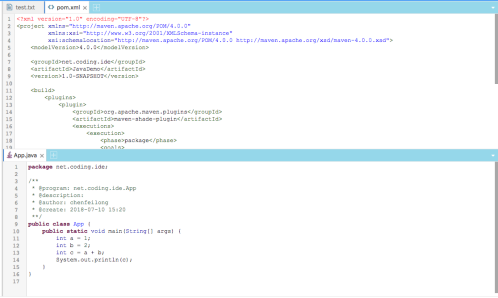 test.txt
<> pom.xml ×
1 <?xml version="1.0" encoding="UTF-8"?>
2 <project xmlns="http://maven.apache.org/POM/4.0.0"
3 xmlns:xsi="http://www.w3.org/2001/XMLSchema-instance"
4 xsi:schemaLocation="http://maven.apache.org/POM/4.0.0 http://maven.apache.org/xsd/maven-4.0.0.xsd">
5 <modelVersion>4.0.0</modelVersion>
6
7 <groupId>net.coding.ide</groupId>
8 <artifactId>JavaDemo</artifactId>
9 <version>1.0-SNAPSHOT</version>
10
11 <build>
12 <plugins>
13 <plugin>
14 <groupId>org.apache.maven.plugins</groupId>
15 <artifactId>maven-shade-plugin</artifactId>
16 <executions>
17 <execution>
18 <phase>package</phase>
19 <goals>
App.java ×
1 package net.coding.ide;
2
3 /**
4 * @program: net.coding.ide.App
5 * @description:
6 * @author: chenfeilong
7 * @create: 2018-07-10 15:20
8 **/
9 public class App {
10 public static void main(String[] args) {
11 int a = 1;
12 int b = 2;
13 int c = a + b;
14 System.out.println(c);
15 }
16 }
17